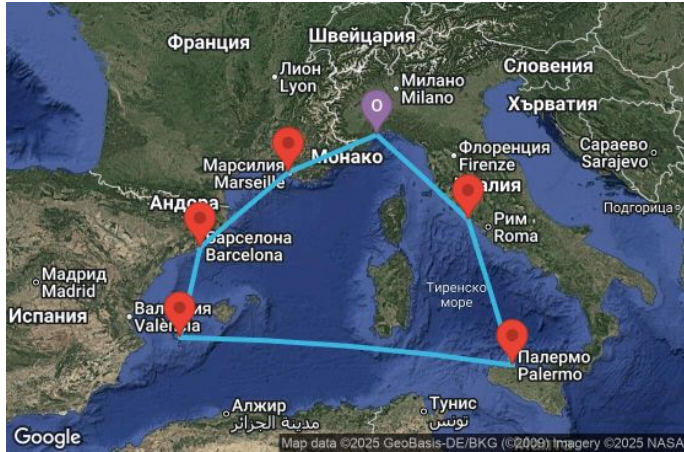 Швейцария
Франция
Словения
Лион
Lyon
Милано
Milano
Хърватия
О
Сараево
Sarajevo
Флоренция
Firenze
Марсилия
Marseille
Монако
Андора
Подгорица
Рим
Roma
Барселона
Barcelona
Мадрид
Madrid
Тиренско
море
Испания
València
Палермо
Palermo
Алжир
مدينة الجزائر
Тунис
تونس
Google
Map data ©2025 GeoBasis-DE/BKG (©2009) Imagery ©2025 NASA